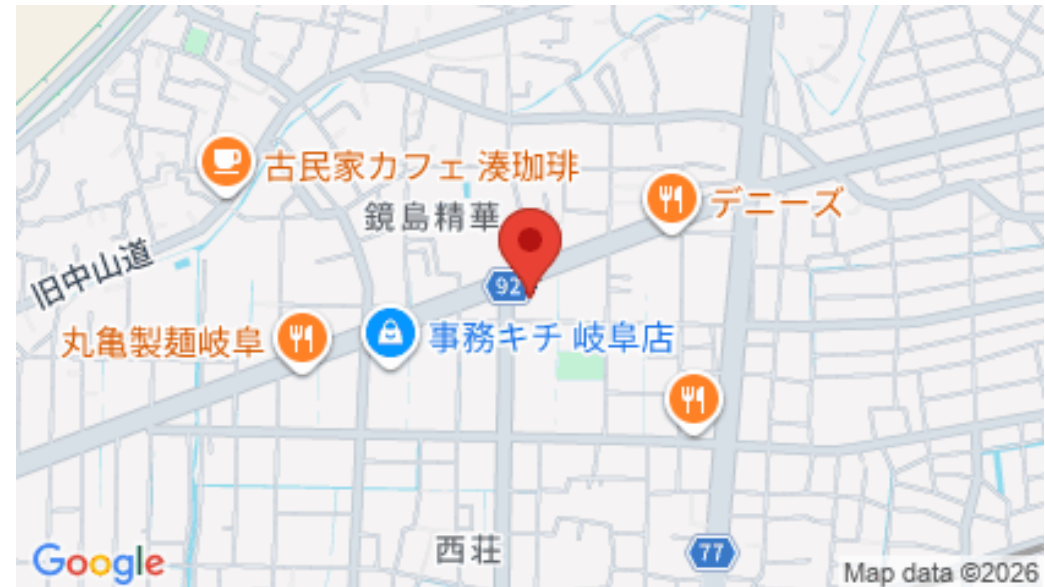 古民家カフェ 湊珈琲
デニーズ
鏡島精華
旧中山道
92
丸亀製麺岐阜
事務キチ 岐阜店
西荘
77
Google
Map data ©2026